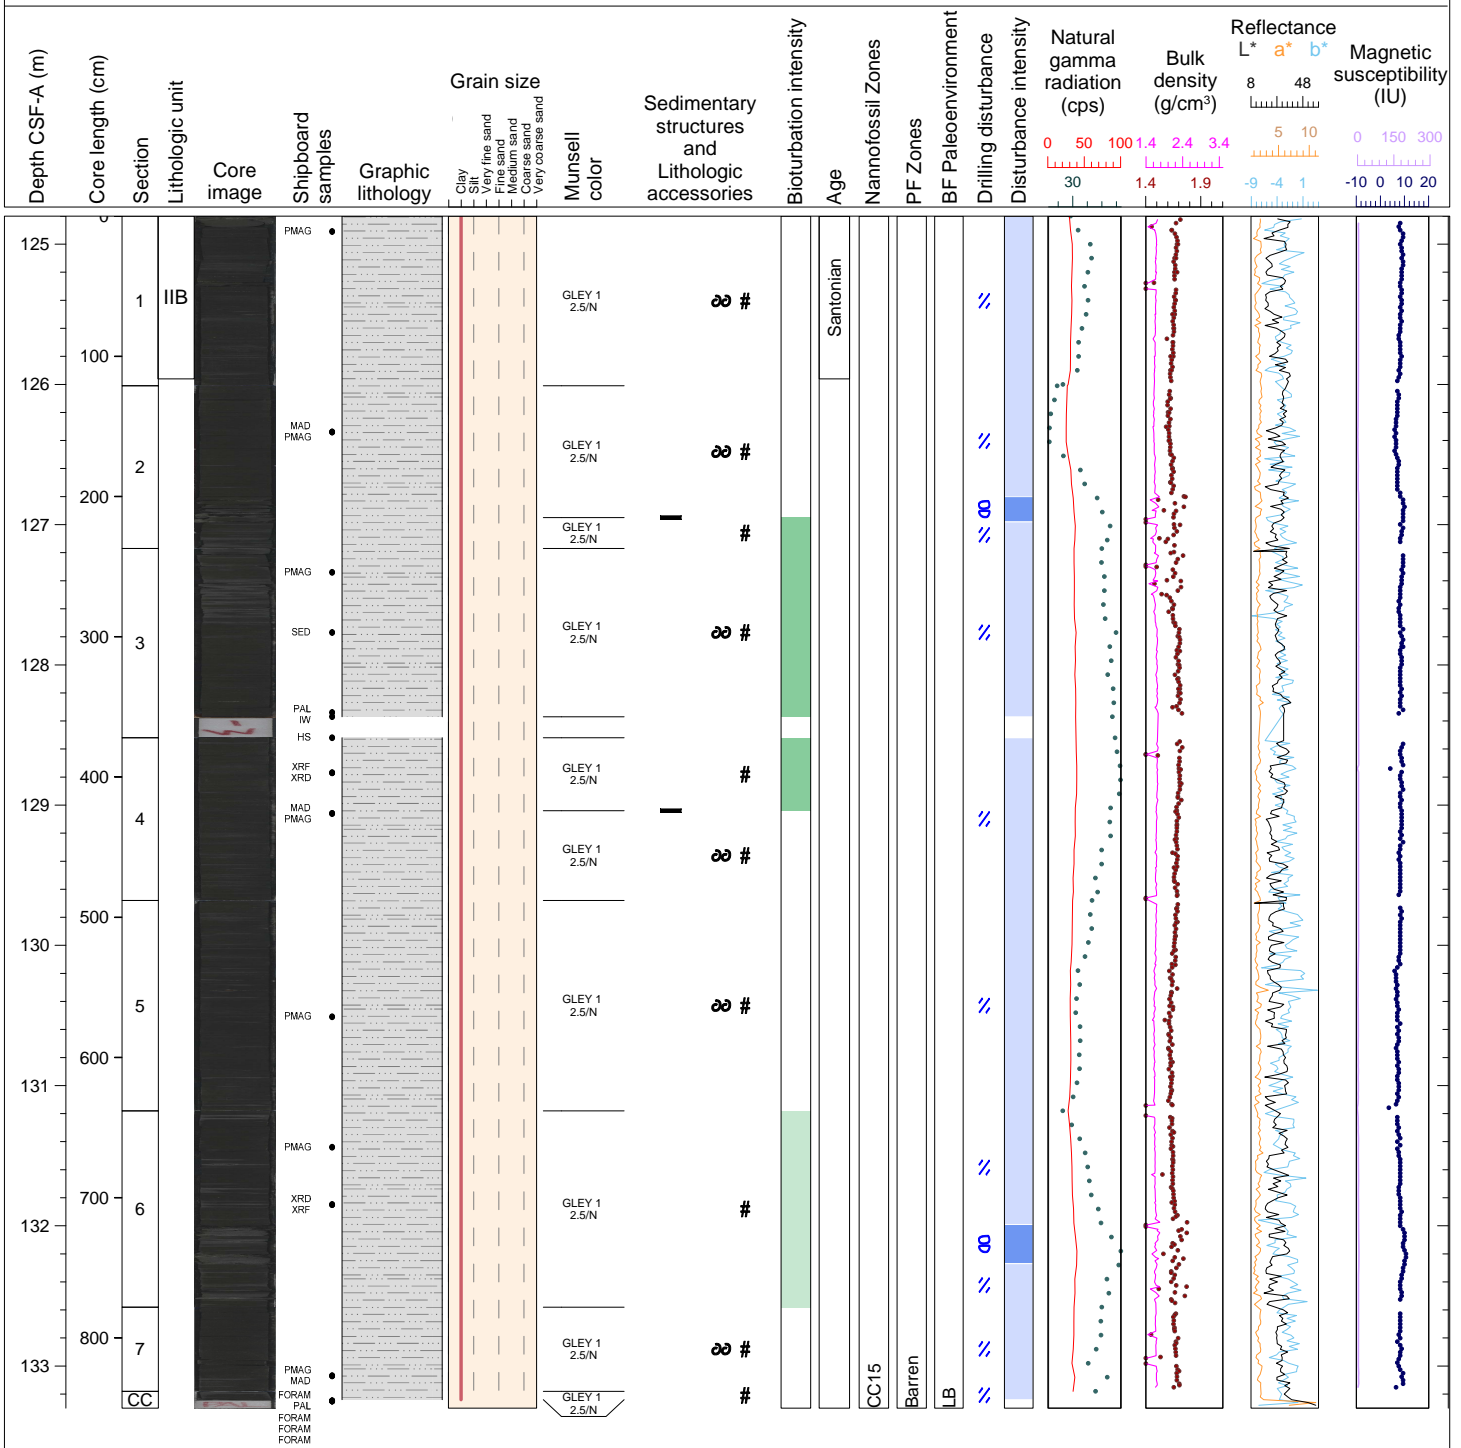 Depth CSF-A (m)
Core length (cm)
Section
Lithologic unit
Core
image
Shipboard
samples
Graphic
lithology
Grain size
Clay
Silt
Very fine sand
Fine sand
Medium sand
Coarse sand
Very coarse sand
Munsell
color
Sedimentary
structures
and
Lithologic
accessories
Bioturbation intensity
Age
Nannofossil Zones
PF Zones
BF Paleoenvironment
Drilling disturbance
Disturbance intensity
Natural
gamma
radiation
(cps)
0 50 100
30
Bulk
density
(g/cm³)
1.4 2.4 3.4
1.4 1.9
Reflectance
L* a* b*
8 48
5 10
-9 -4 1
Magnetic
susceptibility
(IU)
0 150 300
-10 0 10 20
125
126
127
128
129
130
131
132
133
0
100
200
300
400
500
600
700
800
1
2
3
4
5
6
7
CC
IIB
PMAG
MAD
PMAG
PMAG
SED
PAL
IW
HS
XRF
XRD
MAD
PMAG
PMAG
PMAG
XRD
XRF
PMAG
MAD
FORAM
PAL
FORAM
FORAM
FORAM
GLEY 1
2.5/N
#
GLEY 1
2.5/N
#
GLEY 1
2.5/N
#
GLEY 1
2.5/N
#
GLEY 1
2.5/N
#
GLEY 1
2.5/N
#
GLEY 1
2.5/N
#
GLEY 1
2.5/N
#
GLEY 1
2.5/N
#
GLEY 1
2.5/N
#
Santonian
CC15
Barren
LB